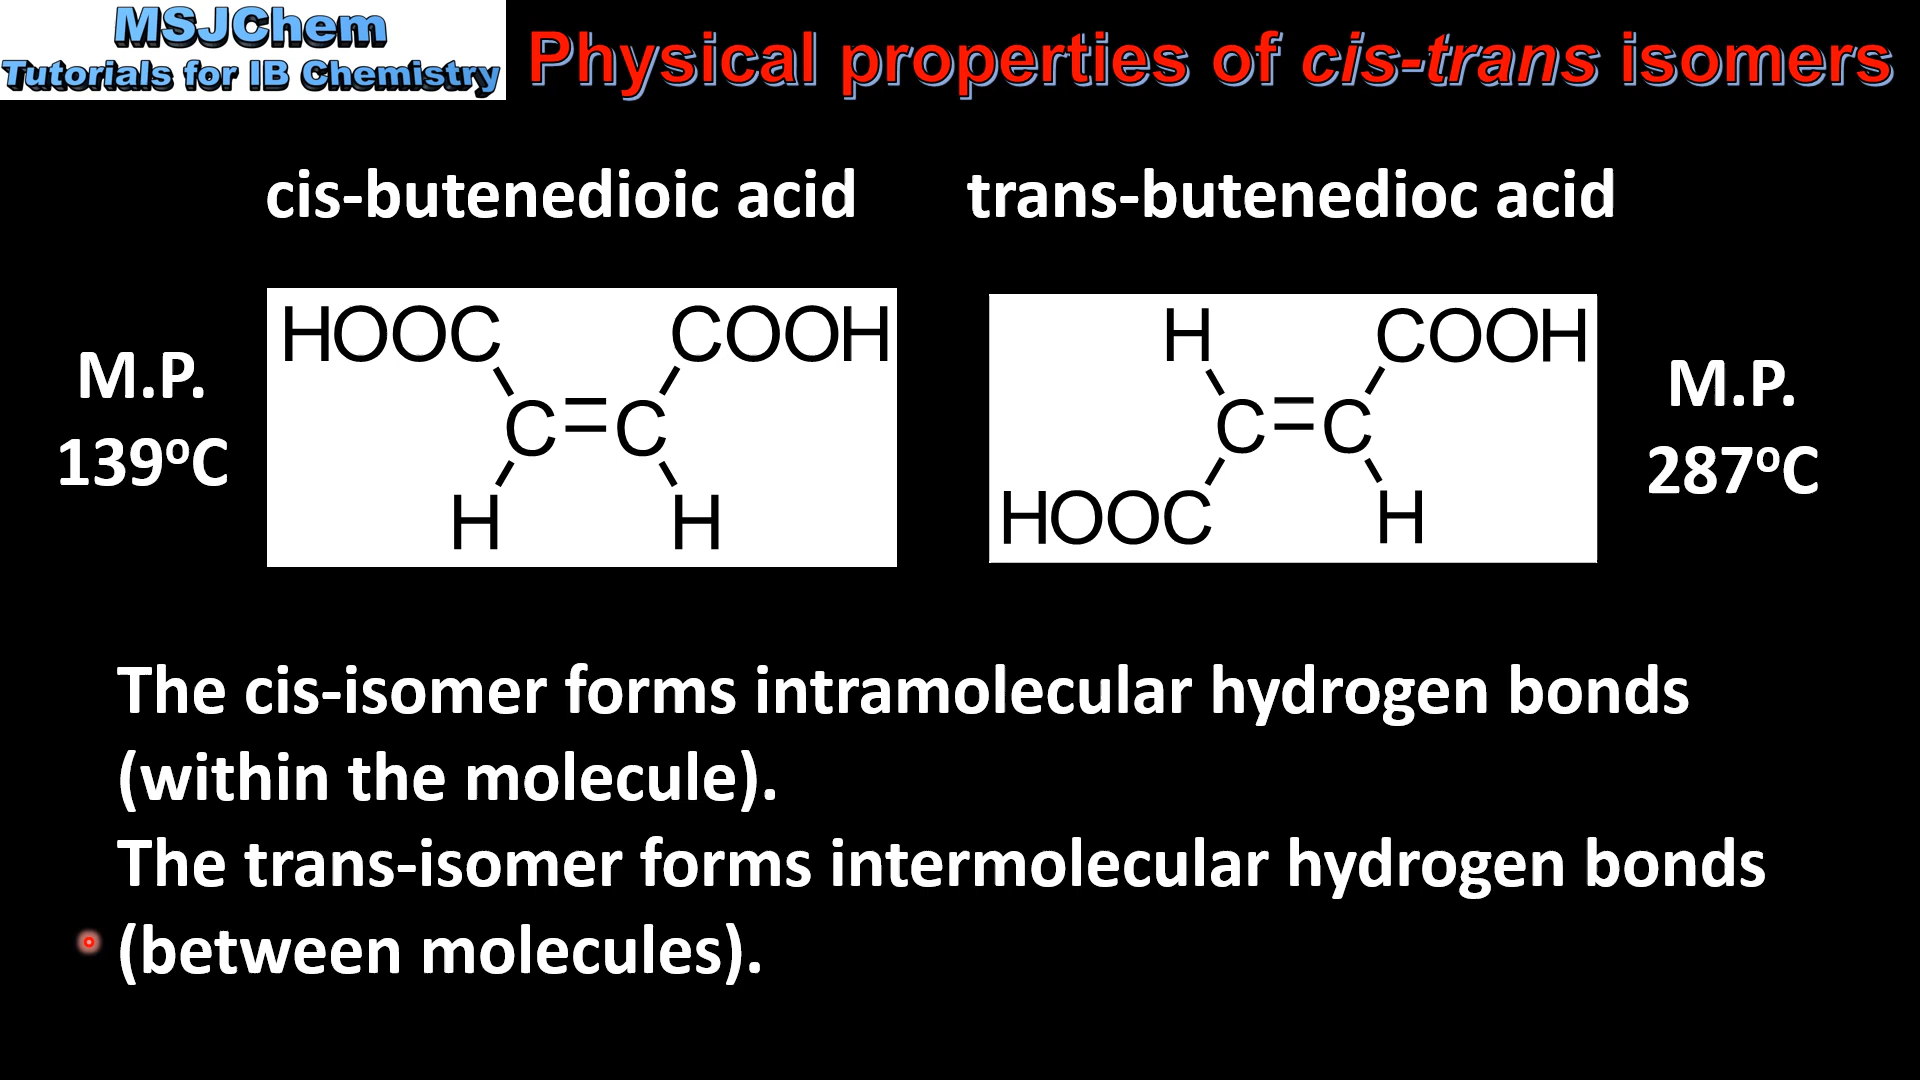 MSJChem
Tutorials for IB Chemistry
Physical properties of cis-trans isomers
cis-butenedioic acid
trans-butenedioc acid
M.P.
139ºC
HOOC COOH
C=C
H H
H COOH
C=C
HOOC H
M.P.
287ºC
The cis-isomer forms intramolecular hydrogen bonds
(within the molecule).
The trans-isomer forms intermolecular hydrogen bonds
(between molecules).